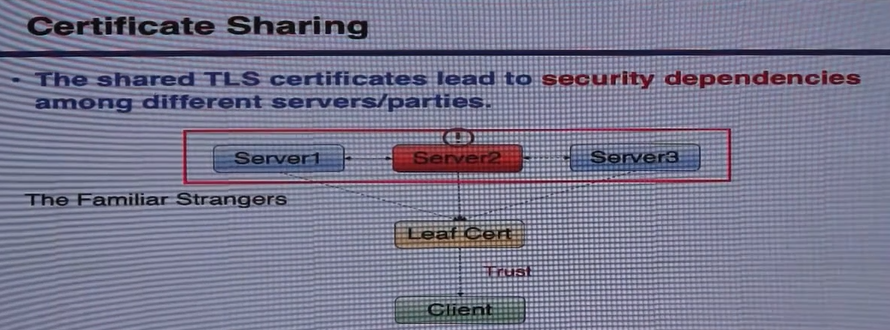 Certificate Sharing
• The shared TLS certificates lead to security dependencies
among different servers/parties.
!
Server1
Server2
Server3
The Familiar Strangers
Leaf Cert
Trust
Client